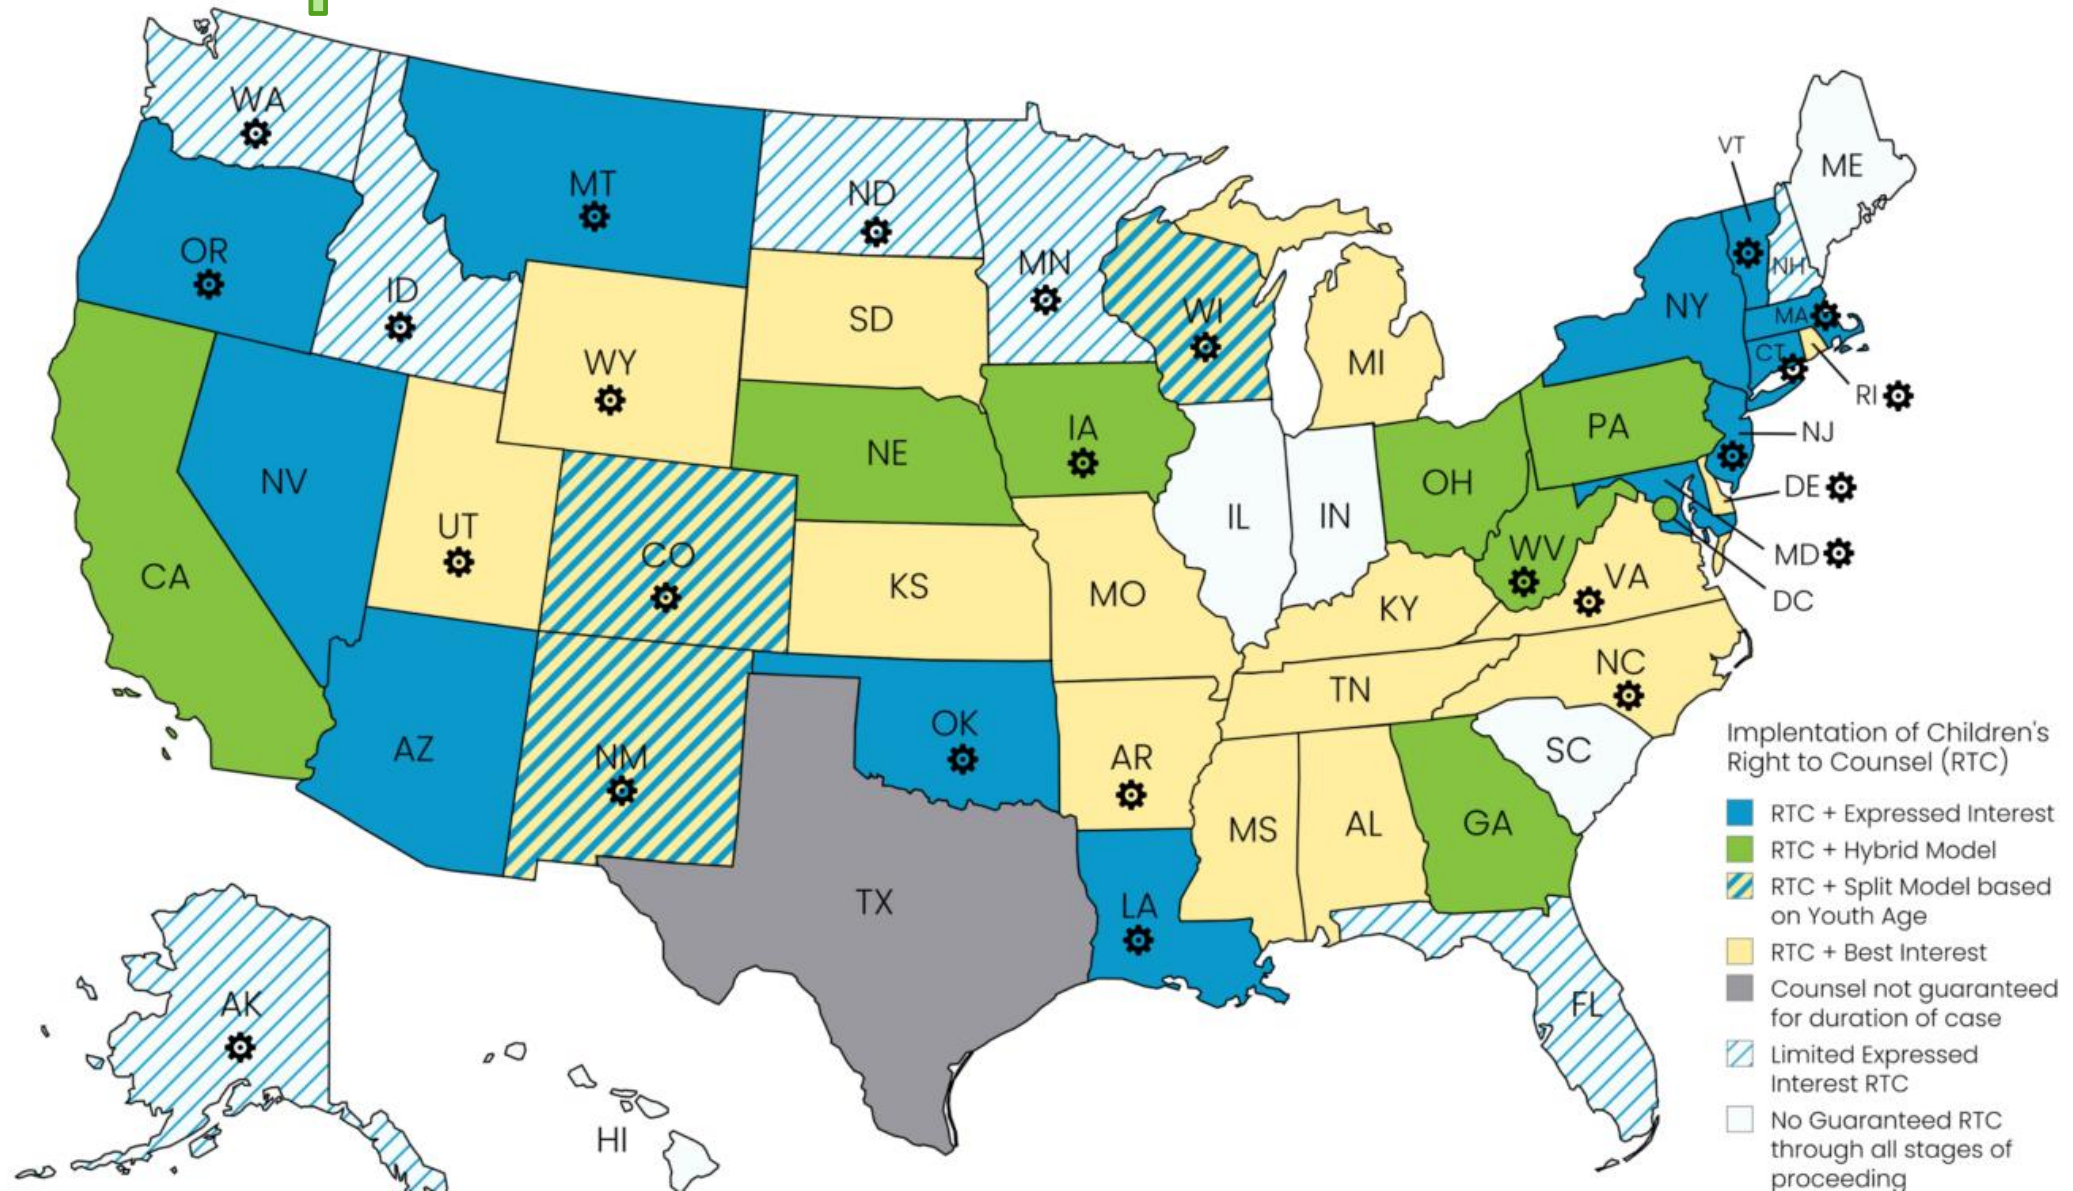 WA
MT
ND
VT
ME
OR
ID
MN
NH
SD
WI
NY
MA
WY
MI
CT
RI
NE
IA
PA
NJ
NV
OH
DE
UT
IL
IN
CO
WV
MD
CA
KS
MO
VA
KY
DC
NC
TN
OK
AZ
NM
AR
SC
MS
AL
GA
TX
LA
AK
FL
HI
Implentation of Children's
Right to Counsel (RTC)
RTC + Expressed Interest
RTC + Hybrid Model
RTC + Split Model based
on Youth Age
RTC + Best Interest
Counsel not guaranteed
for duration of case
Limited Expressed
Interest RTC
No Guaranteed RTC
through all stages of
proceeding